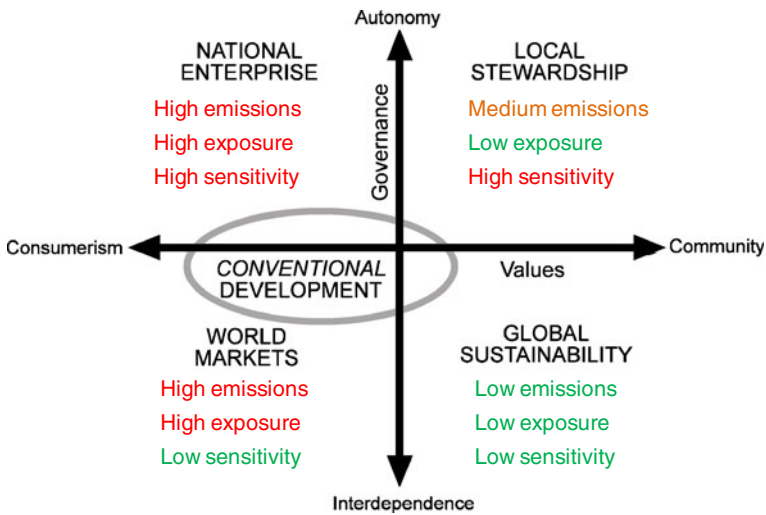 Autonomy
NATIONAL
ENTERPRISE
High emissions
High exposure
High sensitivity
Governance
LOCAL
STEWARDSHIP
Medium emissions
Low exposure
High sensitivity
Consumerism
Community
CONVENTIONAL
DEVELOPMENT
Values
WORLD
MARKETS
High emissions
High exposure
Low sensitivity
GLOBAL
SUSTAINABILITY
Low emissions
Low exposure
Low sensitivity
Interdependence